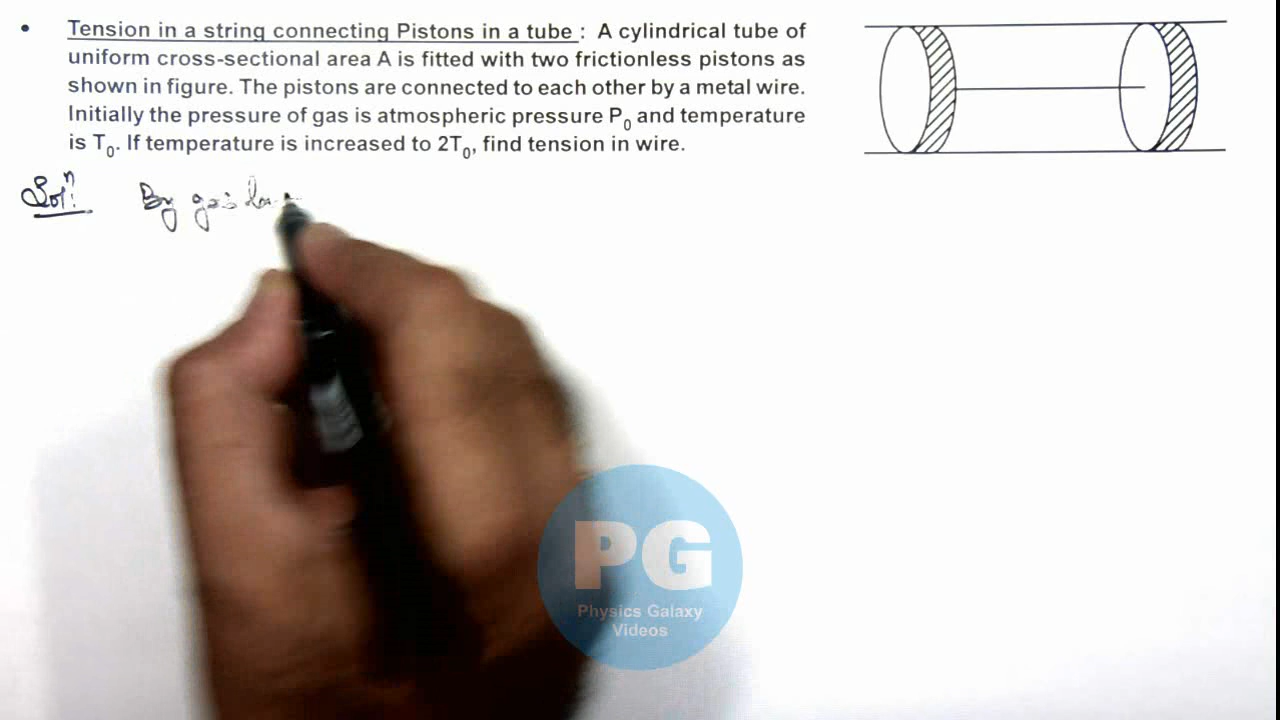 • Tension in a string connecting Pistons in a tube : A cylindrical tube of
uniform cross-sectional area A is fitted with two frictionless pistons as
shown in figure. The pistons are connected to each other by a metal wire.
Initially the pressure of gas is atmospheric pressure P₀ and temperature
is T₀. If temperature is increased to 2T₀, find tension in wire.
Solⁿ: By gas
PG
Physics Galaxy
Videos